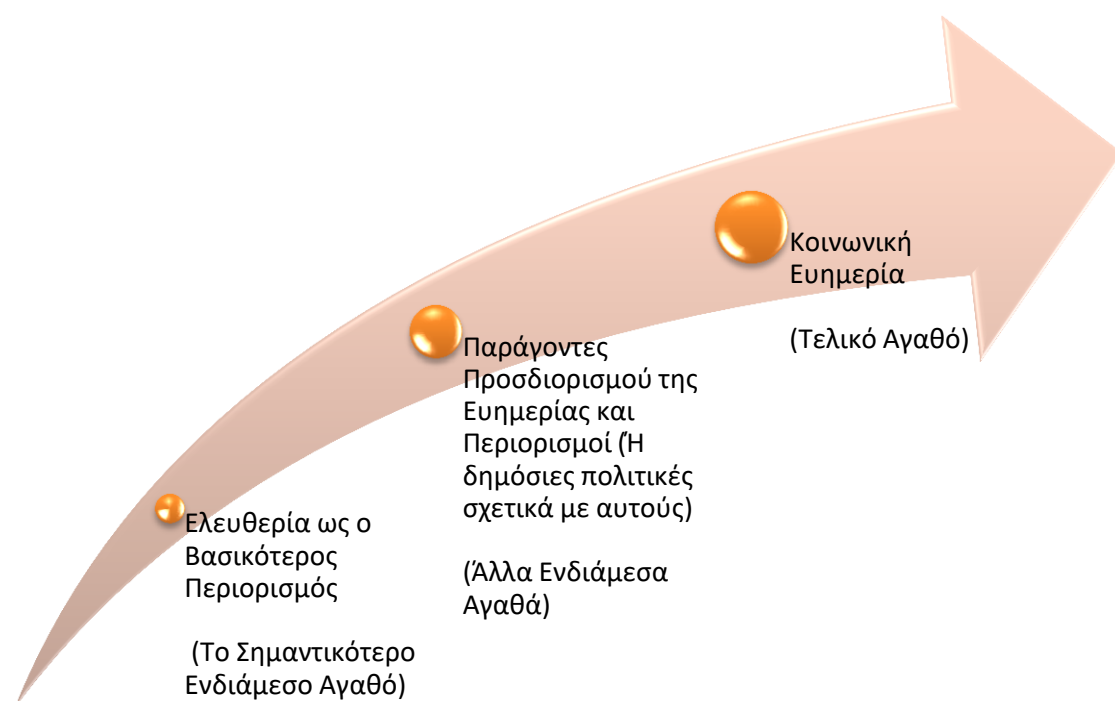 Ελευθερία ως ο
Βασικότερος
Περιορισμός
(Το Σημαντικότερο
Ενδιάμεσο Αγαθό)
Παράγοντες
Προσδιορισμού της
Ευημερίας και
Περιορισμοί (Ή
δημόσιες πολιτικές
σχετικά με αυτούς)
(Άλλα Ενδιάμεσα
Αγαθά)
Κοινωνική
Ευημερία
(Τελικό Αγαθό)